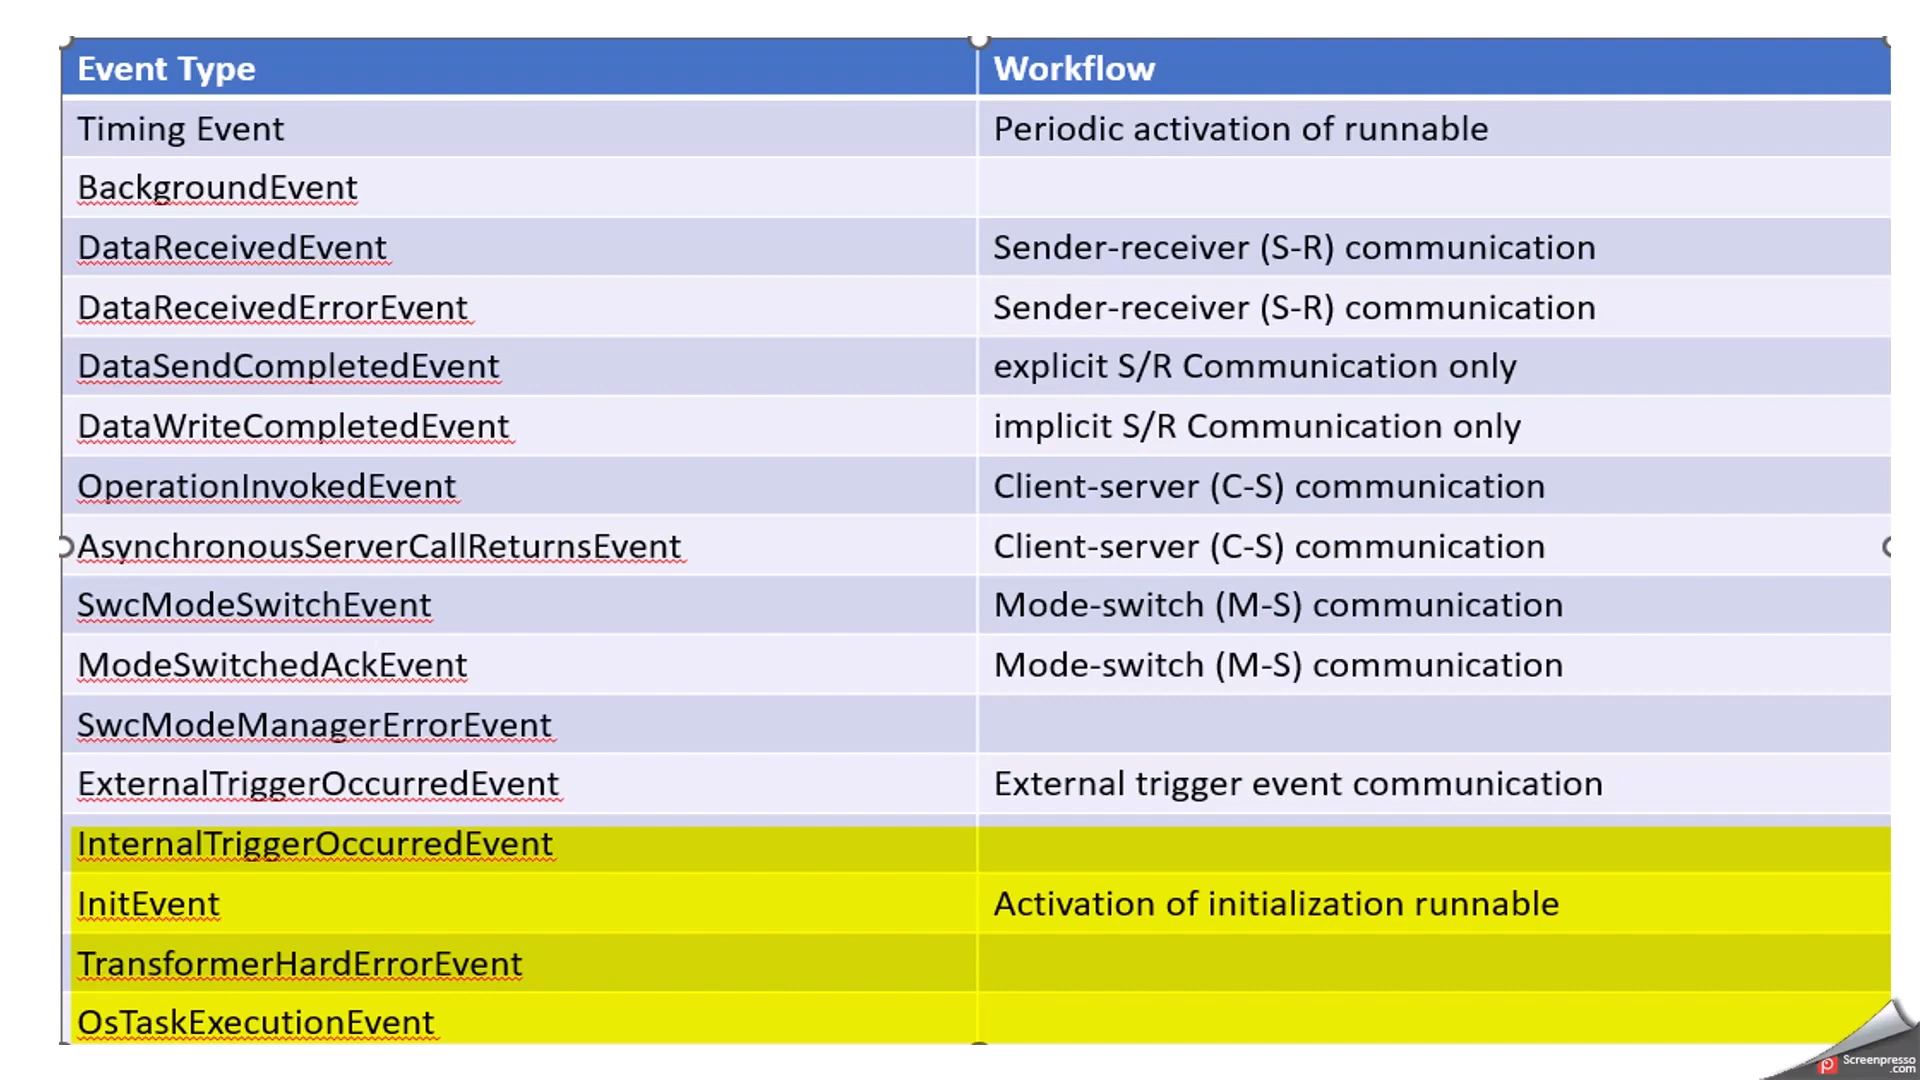 Event Type Workflow
Timing Event Periodic activation of runnable
BackgroundEvent
DataReceivedEvent Sender-receiver (S-R) communication
DataReceivedErrorEvent Sender-receiver (S-R) communication
DataSendCompletedEvent explicit S/R Communication only
DataWriteCompletedEvent implicit S/R Communication only
OperationInvokedEvent Client-server (C-S) communication
AsynchronousServerCallReturnsEvent Client-server (C-S) communication
SwcModeSwitchEvent Mode-switch (M-S) communication
ModeSwitchedAckEvent Mode-switch (M-S) communication
SwcModeManagerErrorEvent
ExternalTriggerOccurredEvent External trigger event communication
InternalTriggerOccurredEvent
InitEvent Activation of initialization runnable
TransformerHardErrorEvent
OsTaskExecutionEvent
Screenpresso
.com